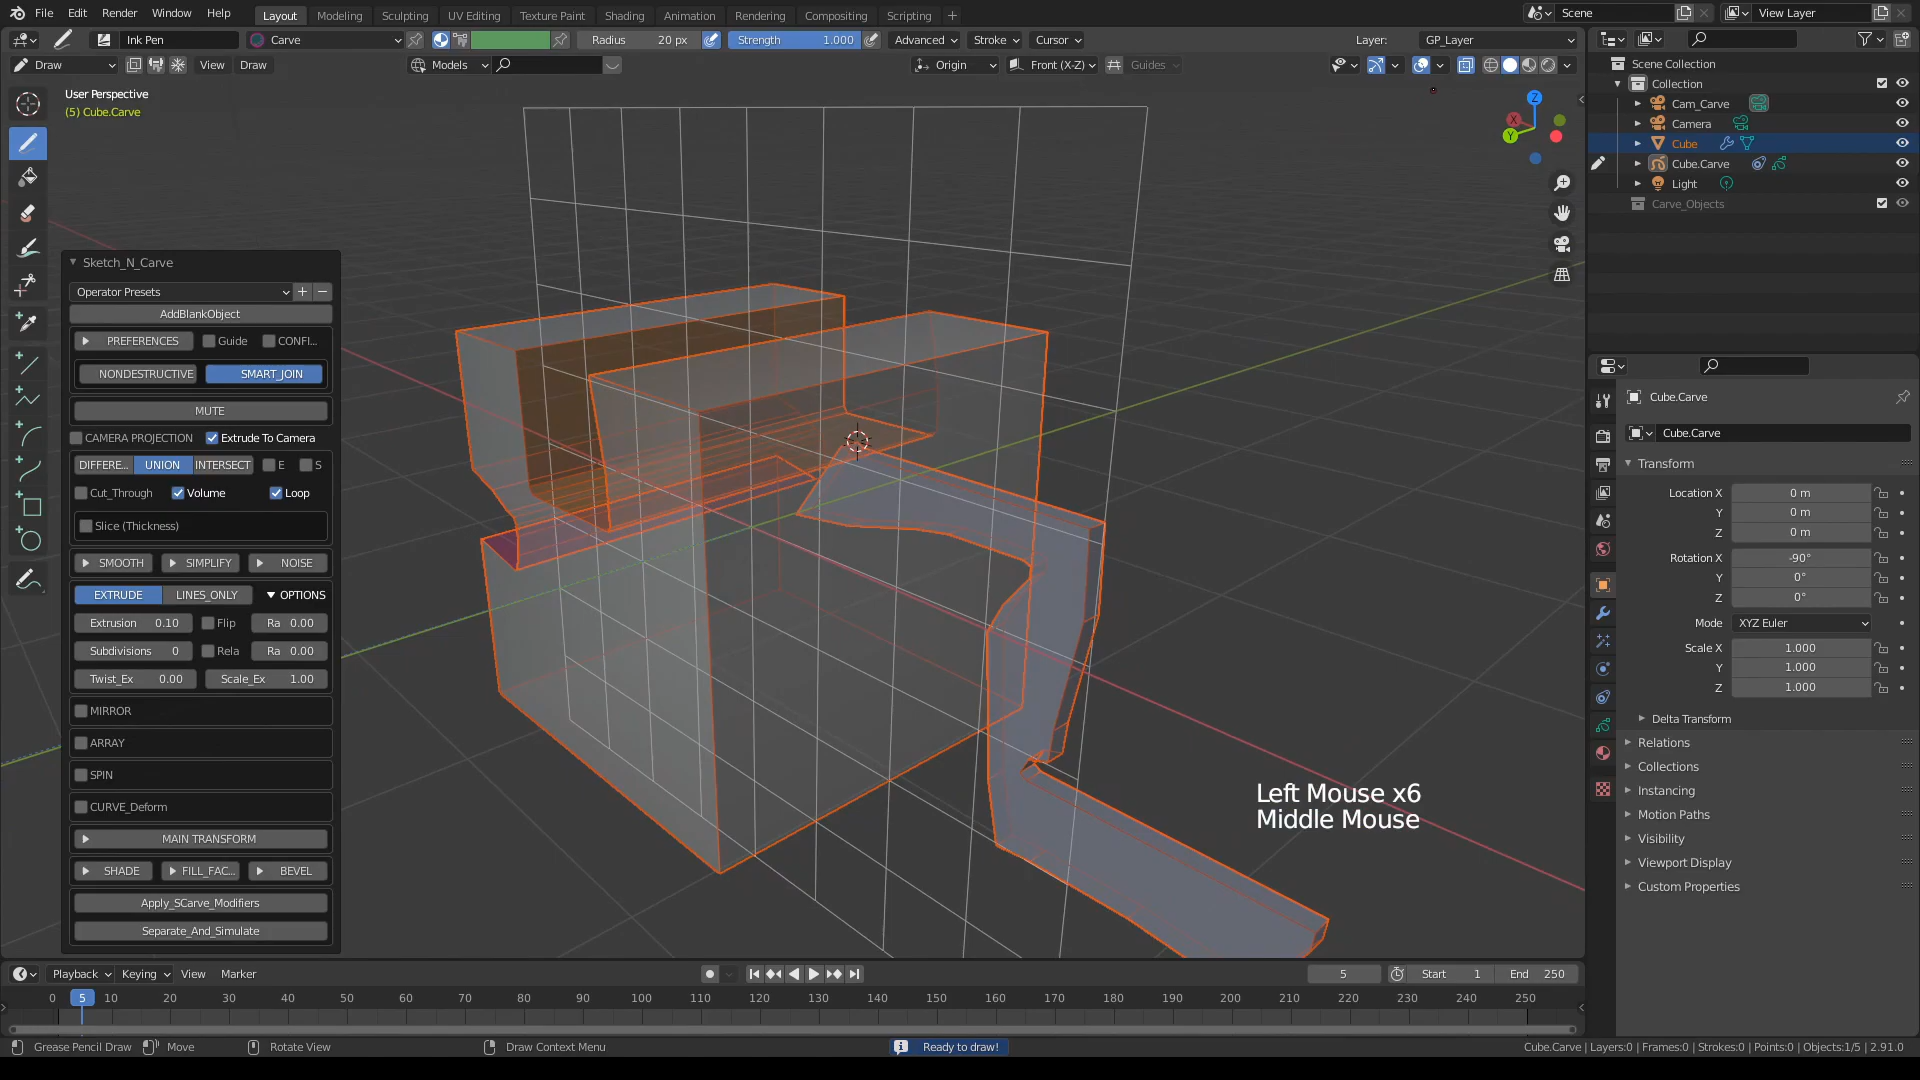 File Edit Render Window Help Layout Modeling Sculpting UV Editing Texture Paint Shading Animation Rendering Compositing Scripting + Scene View Layer
Ink Pen Carve Radius 20 px Strength 1.000 Advanced Stroke Cursor Layer: GP_Layer
Draw View Draw Models Origin Front (X-Z) Guides
User Perspective
(5) Cube.Carve
Z
X
Y
Scene Collection
Collection
Cam_Carve
Camera
Cube
Cube.Carve
Light
Carve_Objects
Sketch_N_Carve
Operator Presets + −
AddBlankObject
PREFERENCES Guide CONFI...
NONDESTRUCTIVE SMART_JOIN
MUTE
CAMERA PROJECTION Extrude To Camera
DIFFERE... UNION INTERSECT E S
Cut_Through Volume Loop
Slice (Thickness)
SMOOTH SIMPLIFY NOISE
EXTRUDE LINES_ONLY OPTIONS
Extrusion 0.10 Flip Ra 0.00
Subdivisions 0 Rela Ra 0.00
Twist_Ex 0.00 Scale_Ex 1.00
MIRROR
ARRAY
SPIN
CURVE_Deform
MAIN TRANSFORM
SHADE FILL_FAC... BEVEL
Apply_SCarve_Modifiers
Separate_And_Simulate
Left Mouse x6
Middle Mouse
Cube.Carve
Cube.Carve
Transform
Location X 0 m
Y 0 m
Z 0 m
Rotation X -90°
Y 0°
Z 0°
Mode XYZ Euler
Scale X 1.000
Y 1.000
Z 1.000
Delta Transform
Relations
Collections
Instancing
Motion Paths
Visibility
Viewport Display
Custom Properties
Playback Keying View Marker 5 Start 1 End 250
0 5 10 20 30 40 50 60 70 80 90 100 110 120 130 140 150 160 170 180 190 200 210 220 230 240 250
Grease Pencil Draw Move Rotate View Draw Context Menu Ready to draw! Cube.Carve | Layers:0 | Frames:0 | Strokes:0 | Points:0 | Objects:1/5 | 2.91.0